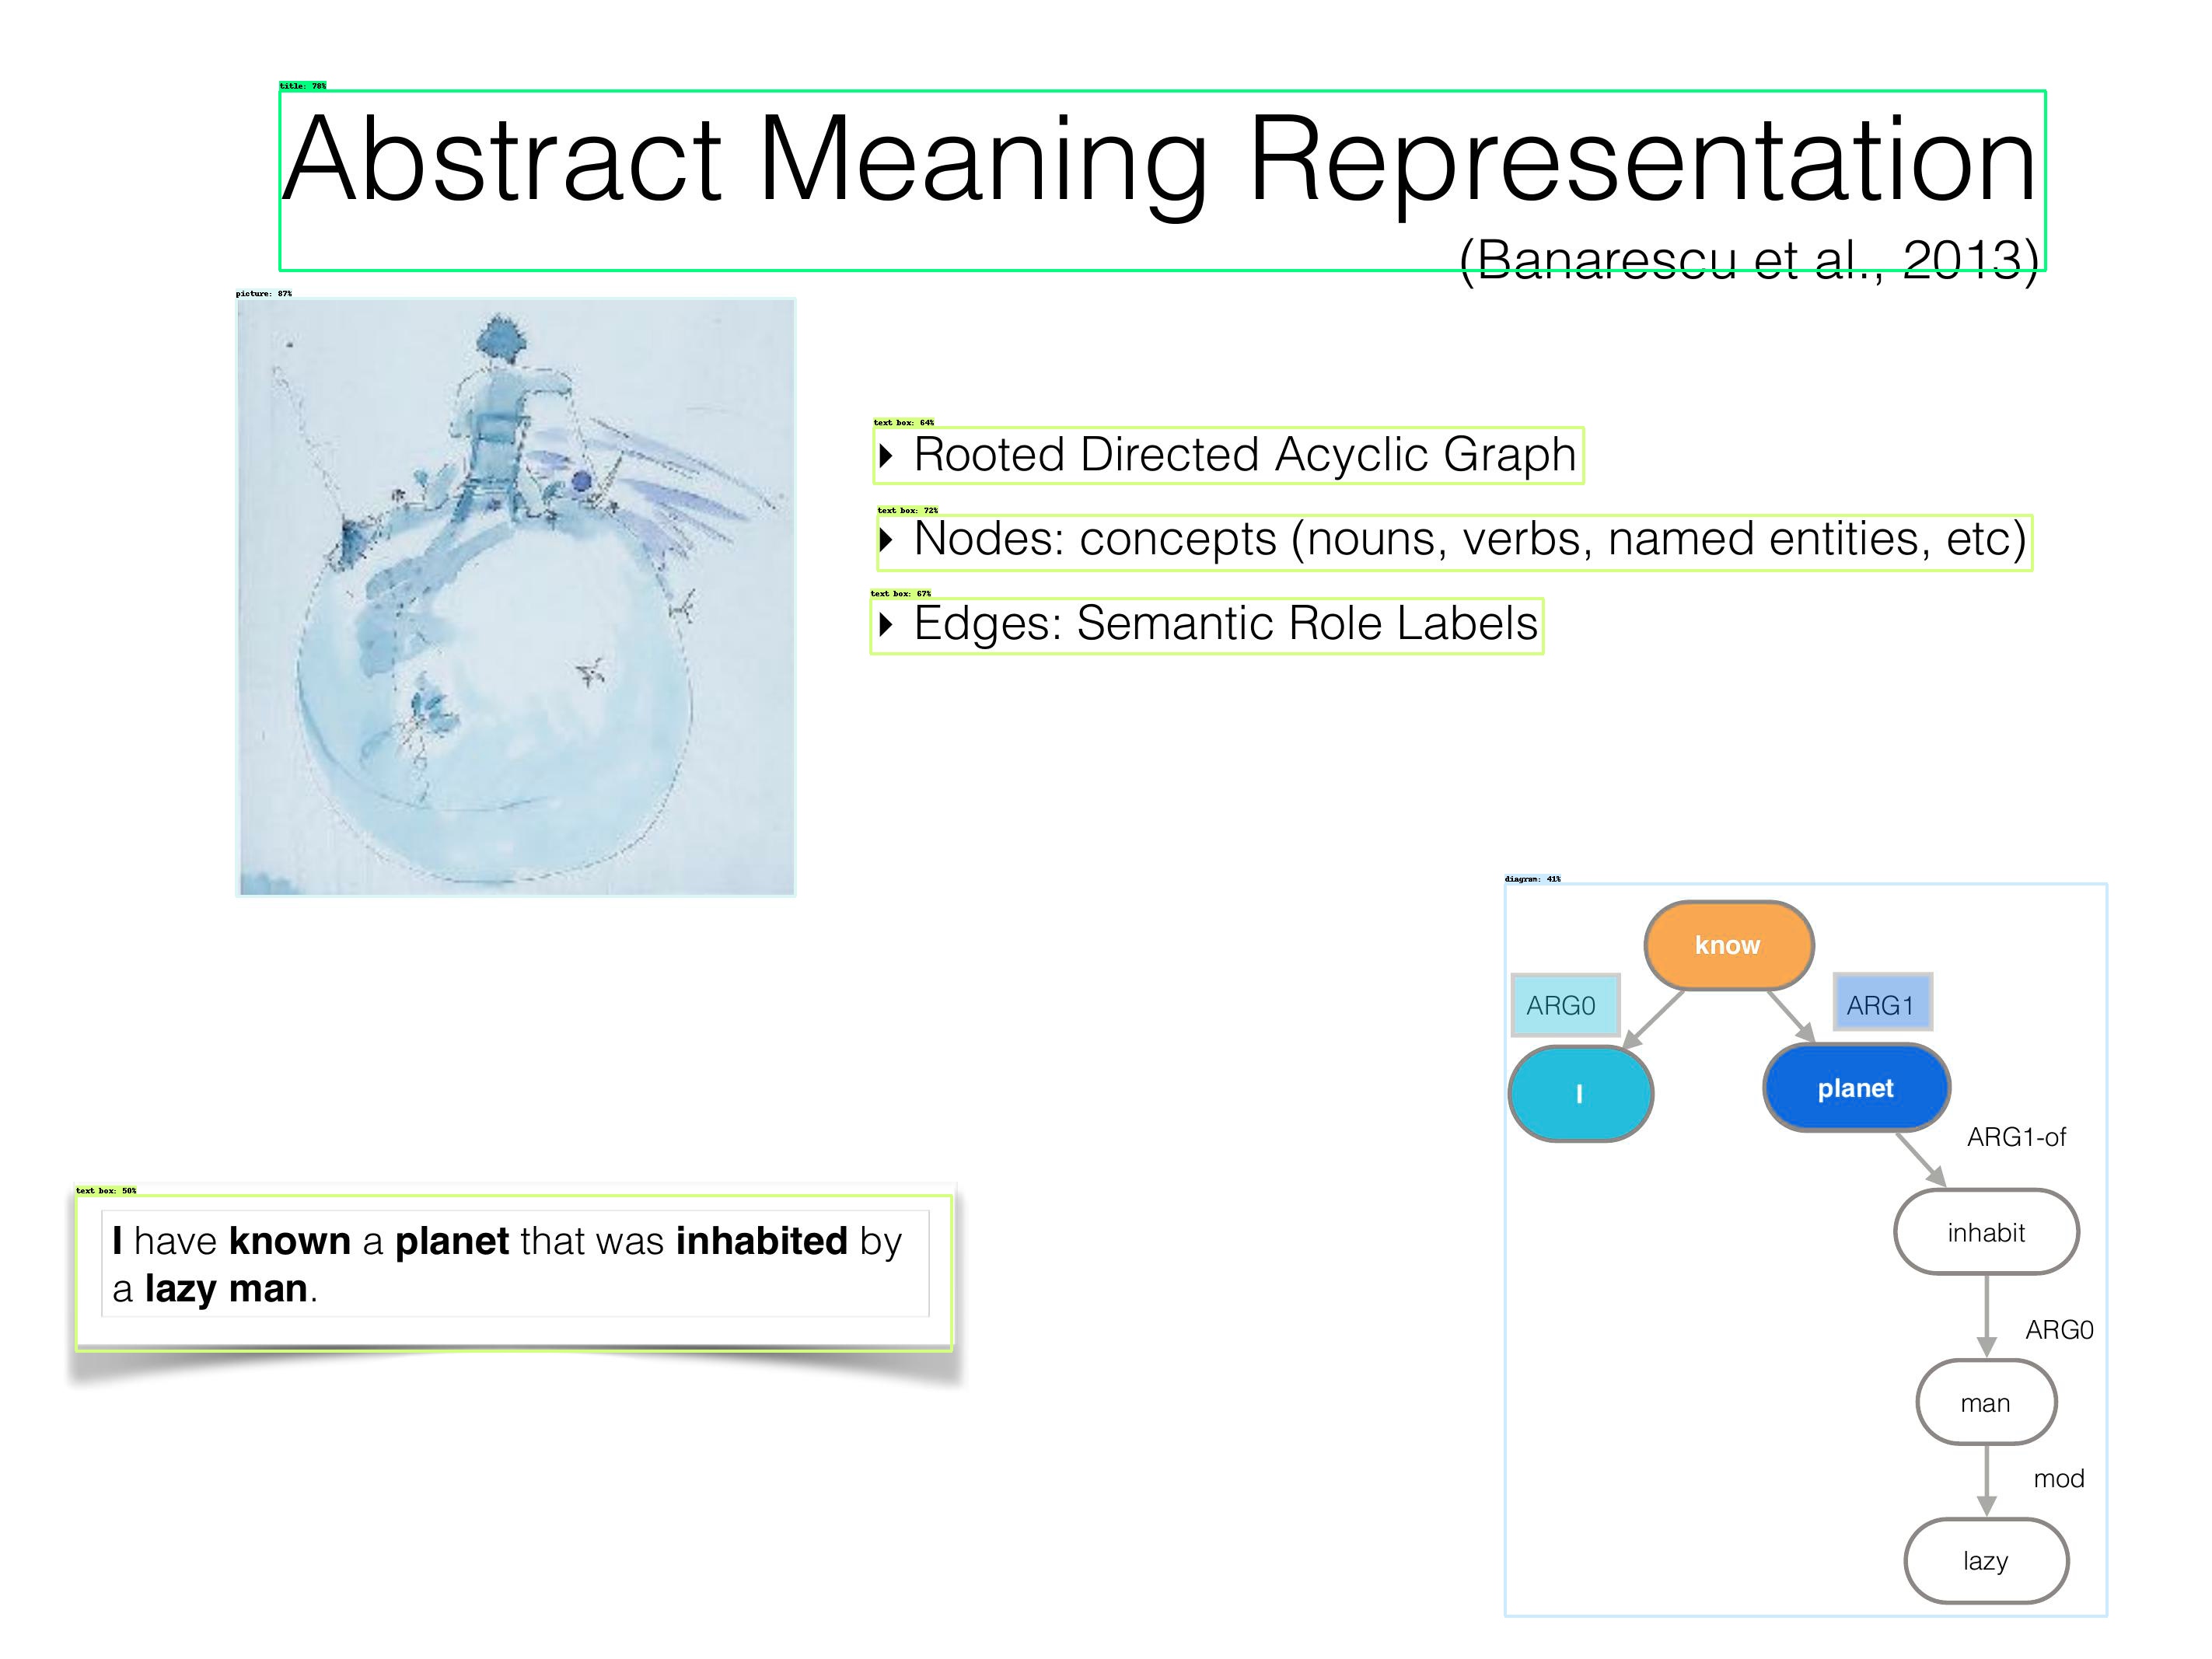 title: 78%
Abstract Meaning Representation
(Banarescu et al., 2013)
picture: 87%
text box: 64%
‣ Rooted Directed Acyclic Graph
text box: 72%
‣ Nodes: concepts (nouns, verbs, named entities, etc)
text box: 67%
‣ Edges: Semantic Role Labels
diagram: 41%
know
ARG0
ARG1
I
planet
ARG1-of
inhabit
ARG0
man
mod
lazy
text box: 50%
I have known a planet that was inhabited by
a lazy man.